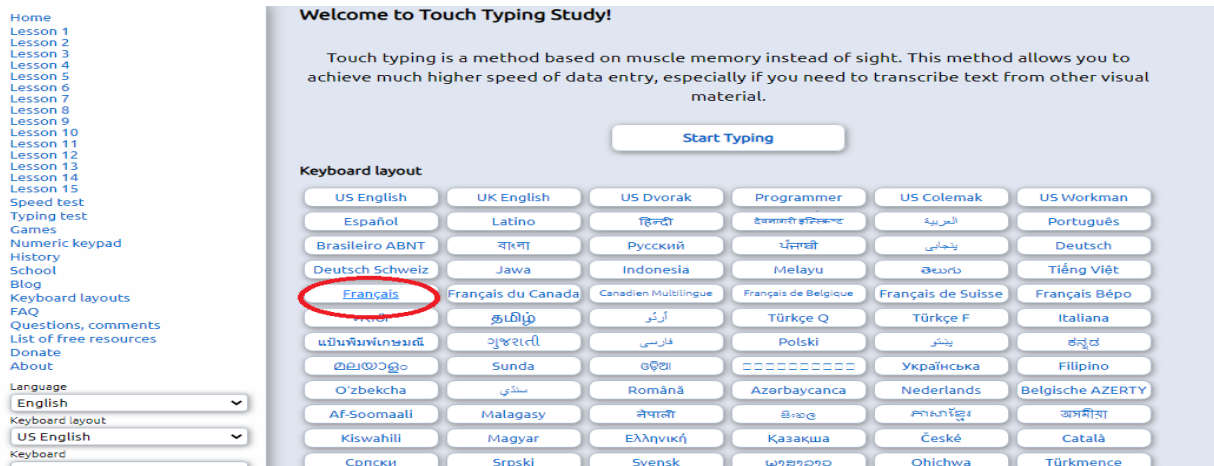 Home
Lesson 1
Lesson 2
Lesson 3
Lesson 4
Lesson 5
Lesson 6
Lesson 7
Lesson 8
Lesson 9
Lesson 10
Lesson 11
Lesson 12
Lesson 13
Lesson 14
Lesson 15
Speed test
Typing test
Games
Numeric keypad
History
School
Blog
Keyboard layouts
FAQ
Questions, comments
List of free resources
Donate
About
Language
English
Keyboard layout
US English
Keyboard
Welcome to Touch Typing Study!
Touch typing is a method based on muscle memory instead of sight. This method allows you to
achieve much higher speed of data entry, especially if you need to transcribe text from other visual
material.
Start Typing
Keyboard layout
US English UK English US Dvorak Programmer US Colemak US Workman
Español Latino हिन्दी देवनागरी इन्स्क्रिप्ट العربية Português
Brasileiro ABNT বাংলা Русский ਪੰਜਾਬੀ پنجابی Deutsch
Deutsch Schweiz Jawa Indonesia Melayu తెలుగు Tiếng Việt
Français Français du Canada Canadien Multilingue Français de Belgique Français de Suisse Français Bépo
தமிழ் اُردُو Türkçe Q Türkçe F Italiana
แป้นพิมพ์เกษมณี ગુજરાતી فارسی Polski پښتو ಕನ್ನಡ
മലയാളം Sunda ଓଡ଼ିଆ Українська Filipino
O'zbekcha سنڌي Română Azərbaycanca Nederlands Belgische AZERTY
Af-Soomaali Malagasy नेपाली සිංහල ភាសាខ្មែរ অসমীয়া
Kiswahili Magyar Ελληνική Қазақша České Català
Српски Srpski Svensk Ohichwa Türkmence